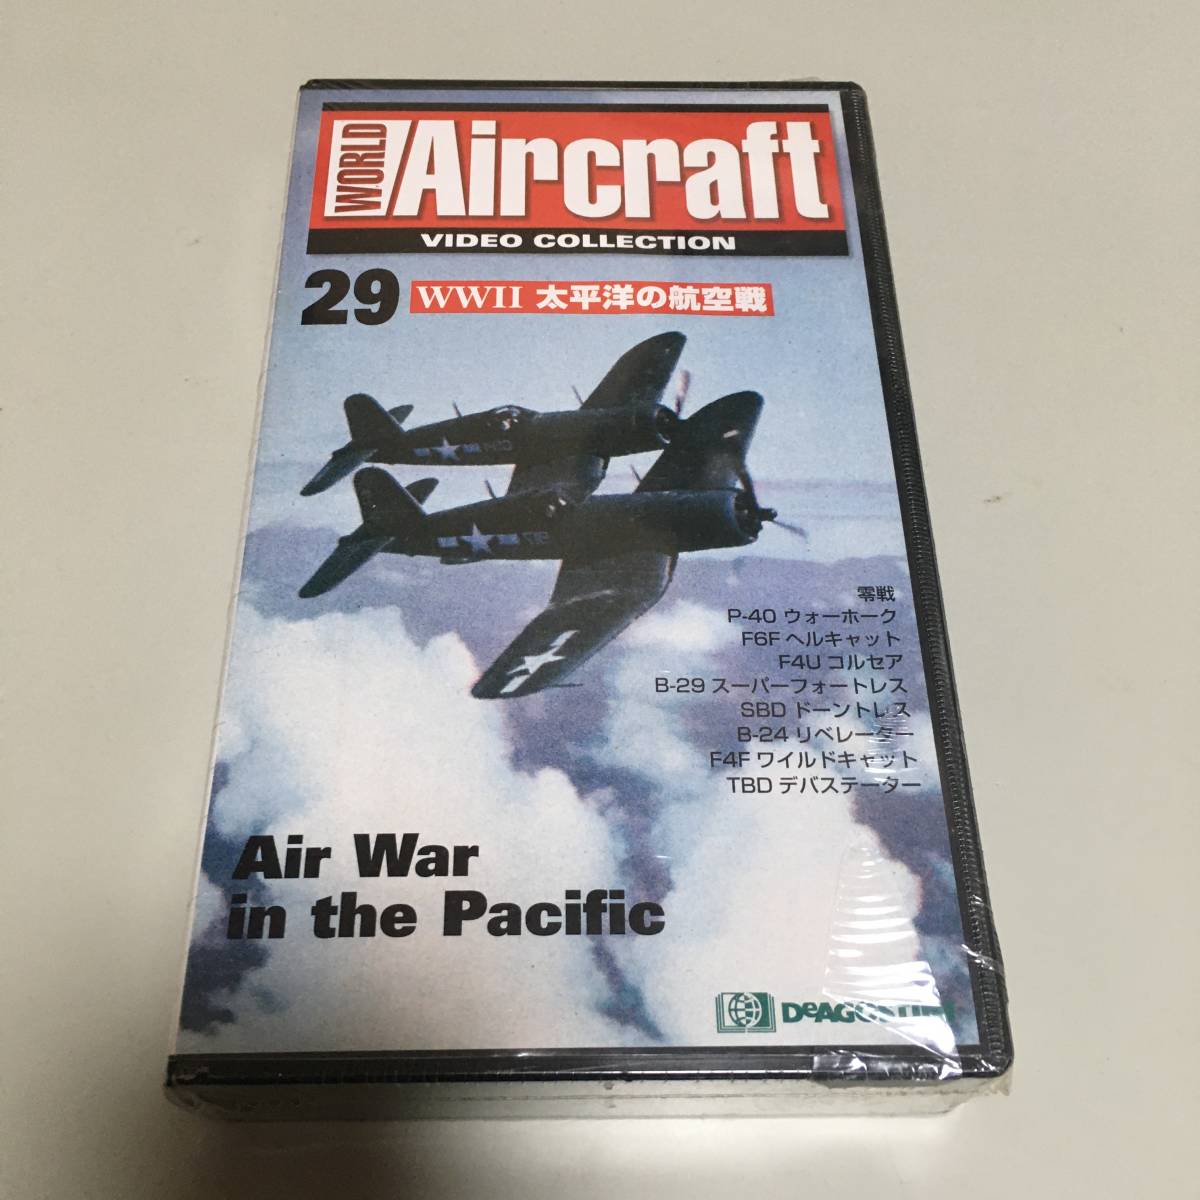 WORLD Aircraft
VIDEO COLLECTION
29 WWII 太平洋の航空戦
零戦
P-40 ウォーホーク
F6F ヘルキャット
F4U コルセア
B-29 スーパーフォートレス
SBD ドーントレス
B-24 リベレーター
F4F ワイルドキャット
TBD デバステーター
Air War
in the Pacific
DeAGOSTINI